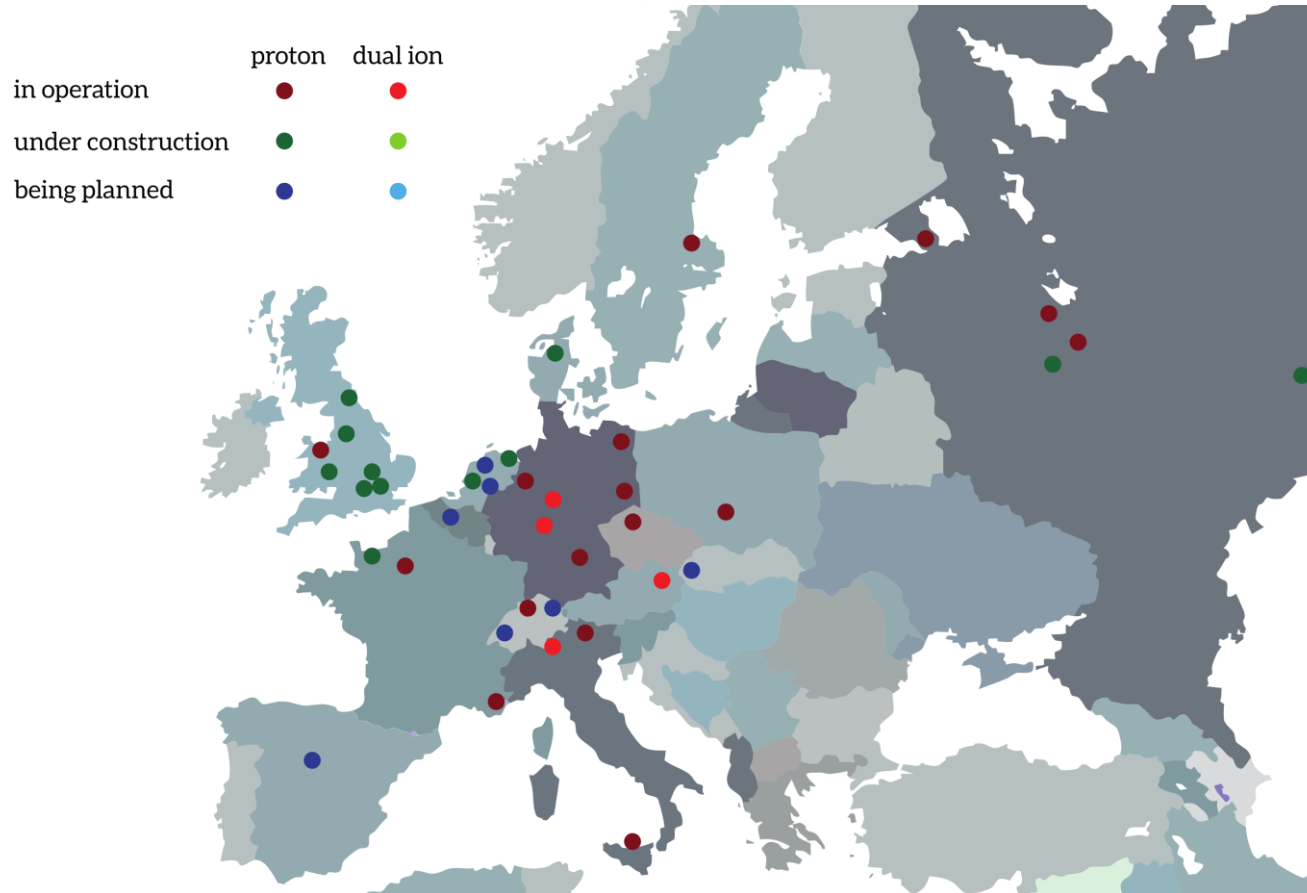 proton dual ion
in operation
under construction
being planned